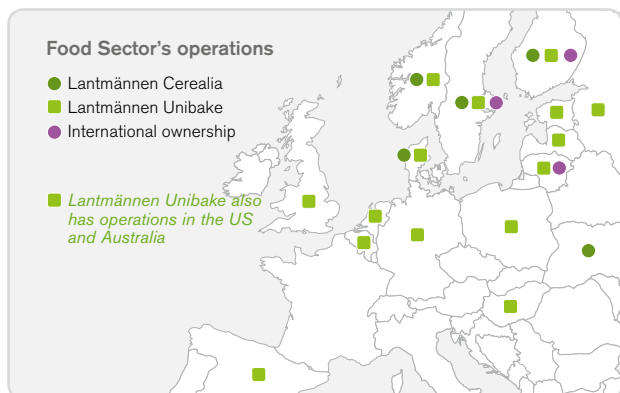 Food Sector's operations
Lantmännen Cerealia
Lantmännen Unibake
International ownership
Lantmännen Unibake also
has operations in the US
and Australia